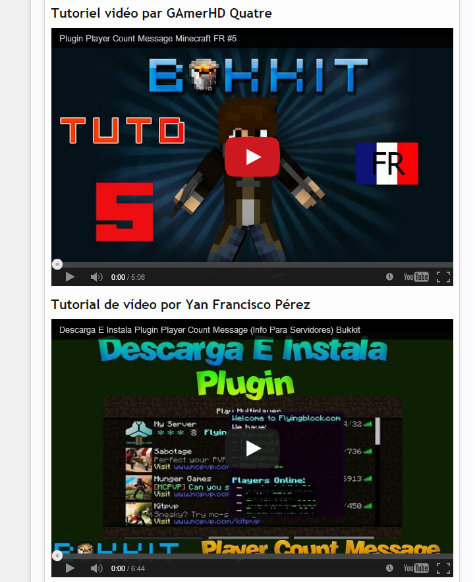 Tutoriel vidéo par GAmerHD Quatre
Plugin Player Count Message Minecraft FR #5
BUKKIT
TUTO
FR
5
0:00 / 5:06
YouTube
Tutorial de vídeo por Yan Francisco Pérez
Descarga E Instala Plugin Player Count Message (Info Para Servidores) Bukkit
Descarga E Instala
Plugin
Play Multiplayer
Welcome to Flyingblock.com
My Server
We have:
/32
Sabotage
/736
Perfect your PVP
Visit www.mcpvp.com
Players Online:
Hunger Games
[MCPVP] Can you s
Visit www.mcpvp.com
Kitpvp
/450
Sneaky? Try mc-s
Visit www.mcpvp.com/kitpvp
BUKKIT
Player Count Message
0:00 / 6:44
YouTube